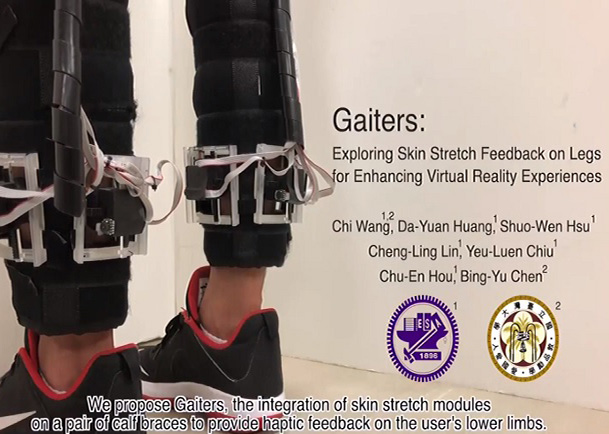 Gaiters:
Exploring Skin Stretch Feedback on Legs
for Enhancing Virtual Reality Experiences
Chi Wang,1,2 Da-Yuan Huang,1 Shuo-Wen Hsu1
Cheng-Ling Lin,1 Yeu-Luen Chiu1
Chu-En Hou,1 Bing-Yu Chen2
1
2
1896
We propose Gaiters, the integration of skin stretch modules
on a pair of calf braces to provide haptic feedback on the user's lower limbs.